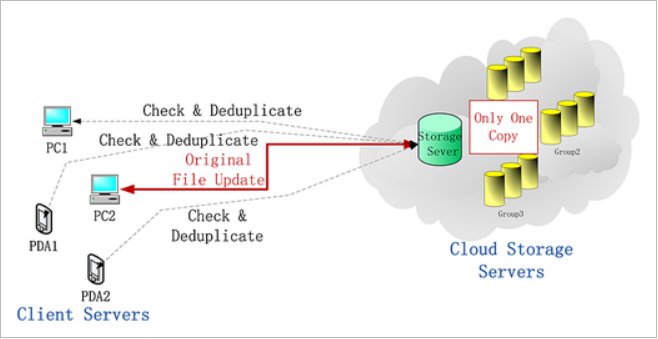 Check & Deduplicate
Only One
Copy
PC1
Check & Deduplicate
Storage
Sever
Group2
Original
File Update
PC2
Check &
Deduplicate
PDA1
Group3
Cloud Storage
Servers
PDA2
Client Servers